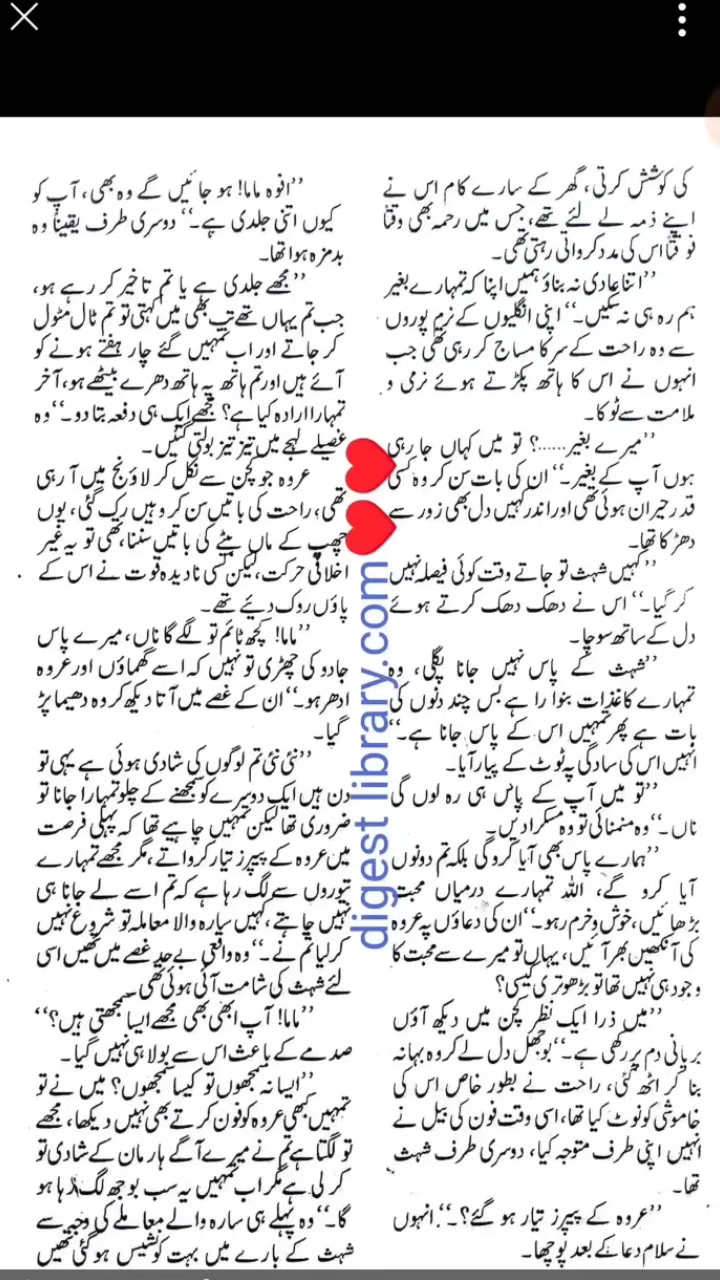 کی کوشش کرتی، گھر کے سارے کام اس نے
اپنے ذمہ لے لئے تھے، جس میں رحمہ بھی وقتا
فوقتا اس کی مدد کرواتی رہتی تھی۔
’’اتنا عادی نہ بناؤ ہمیں اپنا کہ تمہارے بغیر
ہم رہ ہی نہ سکیں۔‘‘ اپنی انگلیوں کے نرم پوروں
سے وہ راحت کے سر کا مساج کر رہی تھی جب
انہوں نے اس کا ہاتھ پکڑتے ہوئے نرمی و
ملامت سے ٹوکا۔
’’میرے بغیر.....؟ تو میں کہاں جا رہی
ہوں آپ کے بغیر۔‘‘ ان کی بات سن کر وہ کسی
قدر حیران ہوئی تھی اور اندر کہیں دل بھی زور سے
دھڑکا تھا۔
’’کہیں شہث تو جاتے وقت کوئی فیصلہ نہیں
کر گیا۔‘‘ اس نے دھک دھک کرتے ہوئے
دل کے ساتھ سوچا۔
’’شہث کے پاس نہیں جانا پگلی، وہ
تمہارے کاغذات بنوا رہا ہے بس چند دنوں کی
بات ہے پھر تمہیں اس کے پاس جانا ہے۔‘‘
انہیں اس کی سادگی پہ ٹوٹ کے پیار آیا۔
’’تو میں آپ کے پاس ہی رہ لوں گی
ناں۔‘‘ وہ منمنائی تو وہ مسکرا دیں۔
’’ہمارے پاس بھی آیا کرو گی بلکہ تم دونوں
آیا کرو گے، اللہ تمہارے درمیاں محبت
بڑھائیں، خوش و خرم رہو۔‘‘ ان کی دعاؤں پہ عروہ
کی آنکھیں بھر آئیں، یہاں تو میرے سے محبت کا
وجود ہی نہیں تھا تو بڑھوتری کیسی؟
’’میں ذرا ایک نظر کچن میں دیکھ آؤں
بریانی دم پر رکھی ہے۔‘‘ بوجھل دل لے کر وہ بہانہ
بنا کر اٹھ گئی، راحت نے بطور خاص اس کی
خاموشی کو نوٹ کیا تھا، اسی وقت فون کی بیل نے
انہیں اپنی طرف متوجہ کیا، دوسری طرف شہث
تھا۔
’’عروہ کے پیپرز تیار ہو گئے؟۔‘‘ انہوں
نے سلام دعا کے بعد پوچھا۔
’’افوہ ماما! ہو جائیں گے وہ بھی، آپ کو
کیوں اتنی جلدی ہے۔‘‘ دوسری طرف یقیناً وہ
بدمزہ ہوا تھا۔
’’مجھے جلدی ہے یا تم تاخیر کر رہے ہو،
جب تم یہاں تھے تب بھی میں کہتی تو تم ٹال مٹول
کر جاتے اور اب تمہیں گئے چار ہفتے ہونے کو
آئے ہیں اور تم ہاتھ پہ ہاتھ دھرے بیٹھے ہو، آخر
تمہارا ارادہ کیا ہے؟ مجھے ایک ہی دفعہ بتا دو۔‘‘ وہ
غصیلے لہجے میں تیز تیز بولتی گئیں۔
عروہ جو کچن سے نکل کر لاؤنج میں آ رہی
تھی، راحت کی باتیں سن کر وہیں رک گئی، یوں
چھپ کے ماں بیٹے کی باتیں سننا، تھی تو یہ غیر
اخلاقی حرکت، لیکن کسی نادیدہ قوت نے اس کے
پاؤں روک دیئے تھے۔
’’ماما! کچھ ٹائم تو لگے گا ناں، میرے پاس
جادو کی چھڑی تو نہیں کہ اسے گھماؤں اور عروہ
ادھر ہو۔‘‘ ان کے غصے میں آتا دیکھ کر وہ دھیما پڑ
گیا۔
’’نئی نئی تم لوگوں کی شادی ہوئی ہے یہی تو
دن ہیں ایک دوسرے کو سمجھنے کے چلو تمہارا جانا تو
ضروری تھا لیکن تمہیں چاہیے تھا کہ پہلی فرصت
میں عروہ کے پیپرز تیار کرواتے، مگر مجھے تمہارے
تیوروں سے لگ رہا ہے کہ تم اسے لے جانا ہی
نہیں چاہتے، کہیں سارہ والا معاملہ تو شروع نہیں
کر لیا تم نے۔‘‘ وہ واقعی بے حد غصے میں تھیں اسی
لئے شہث کی شامت آئی ہوئی تھی۔
’’ماما! آپ ابھی بھی مجھے ایسا سمجھتی ہیں؟‘‘
صدمے کے باعث اس سے بولا ہی نہیں گیا۔
’’ایسا نہ سمجھوں تو کیسا سمجھوں؟ میں نے تو
تمہیں کبھی عروہ کو فون کرتے بھی نہیں دیکھا، مجھے
تو لگتا ہے تم نے میرے آگے ہار مان کے شادی تو
کر لی ہے مگر اب تمہیں یہ سب بوجھ لگ رہا ہو
گا۔‘‘ وہ پہلے ہی سارہ والے معاملے کی وجہ سے
شہث کے بارے میں بہت کونشیس ہو گئی تھیں
digest library.com